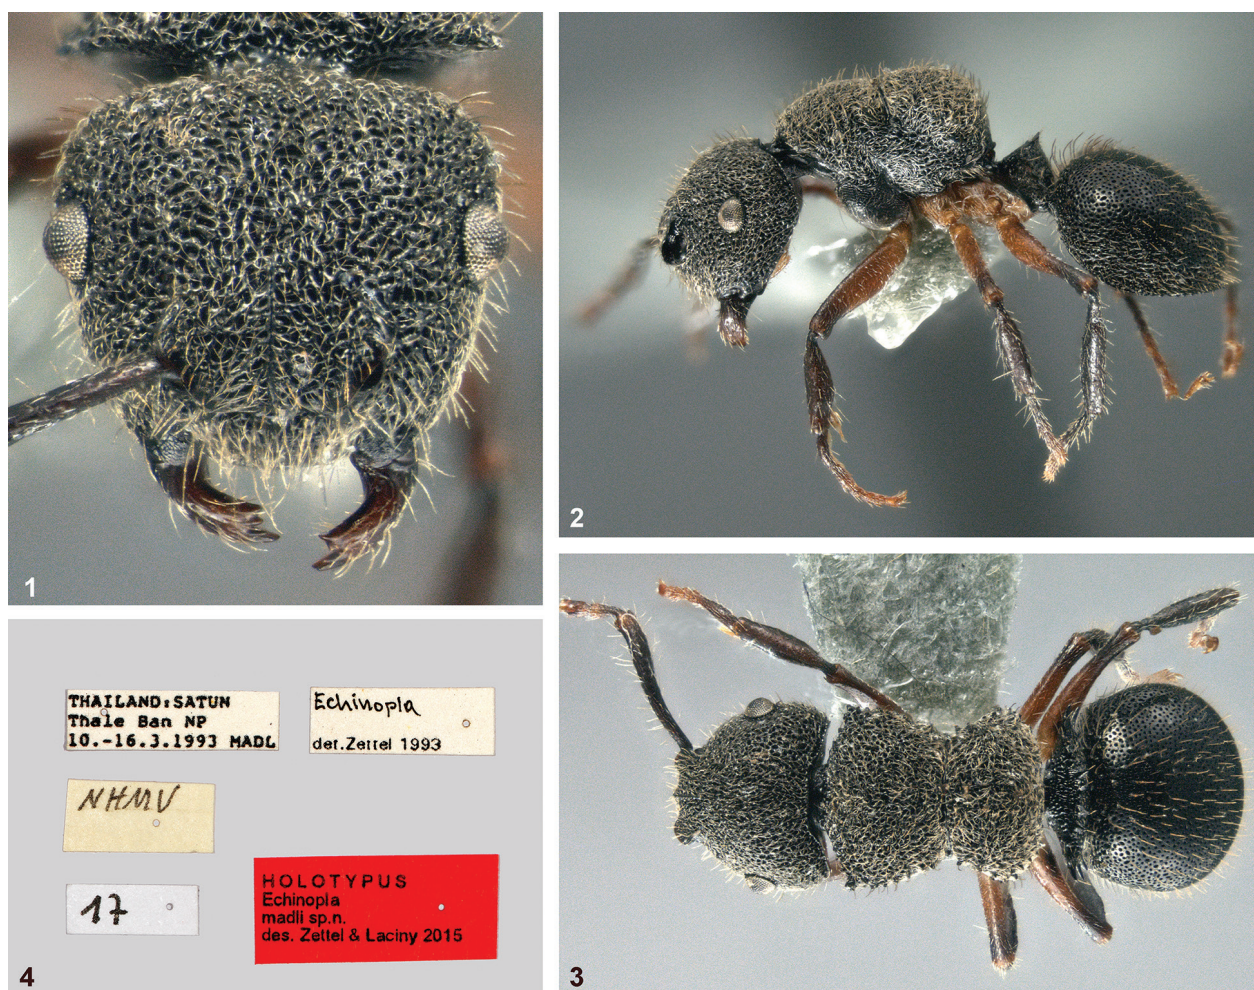 1
2
THAILAND:SATUN
Thale Ban NP
10.-16.3.1993 MADL
Echinopla
det.Zettel 1993
NHMV
17
HOLOTYPUS
Echinopla
madli sp.n.
des. Zettel & Laciny 2015
4
3